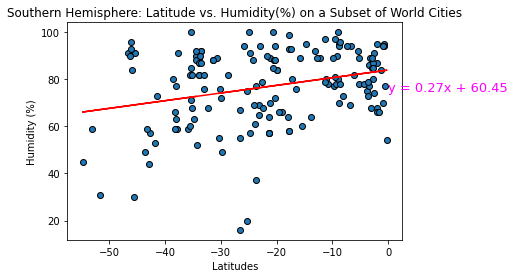 Southern Hemisphere: Latitude vs. Humidity(%) on a Subset of World Cities
100
80
60
40
20
Humidity (%)
y = 0.27x + 60.45
−50 −40 −30 −20 −10 0
Latitudes